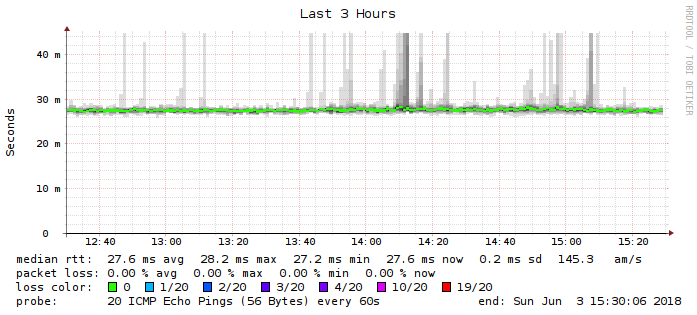 Last 3 Hours
RRDTOOL / TOBI OETIKER
Seconds
40 m
30 m
20 m
10 m
0
12:40 13:00 13:20 13:40 14:00 14:20 14:40 15:00 15:20
median rtt: 27.6 ms avg 28.2 ms max 27.2 ms min 27.6 ms now 0.2 ms sd 145.3 am/s
packet loss: 0.00 % avg 0.00 % max 0.00 % min 0.00 % now
loss color: 0 1/20 2/20 3/20 4/20 10/20 19/20
probe: 20 ICMP Echo Pings (56 Bytes) every 60s end: Sun Jun 3 15:30:06 2018